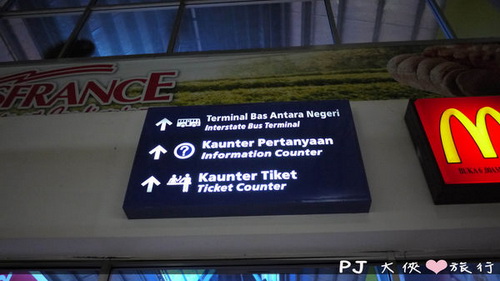 SFRANCE
Terminal Bas Antara Negeri
Interstate Bus Terminal
Kaunter Pertanyaan
Information Counter
Kaunter Tiket
Ticket Counter
PJ 大俠❤旅行